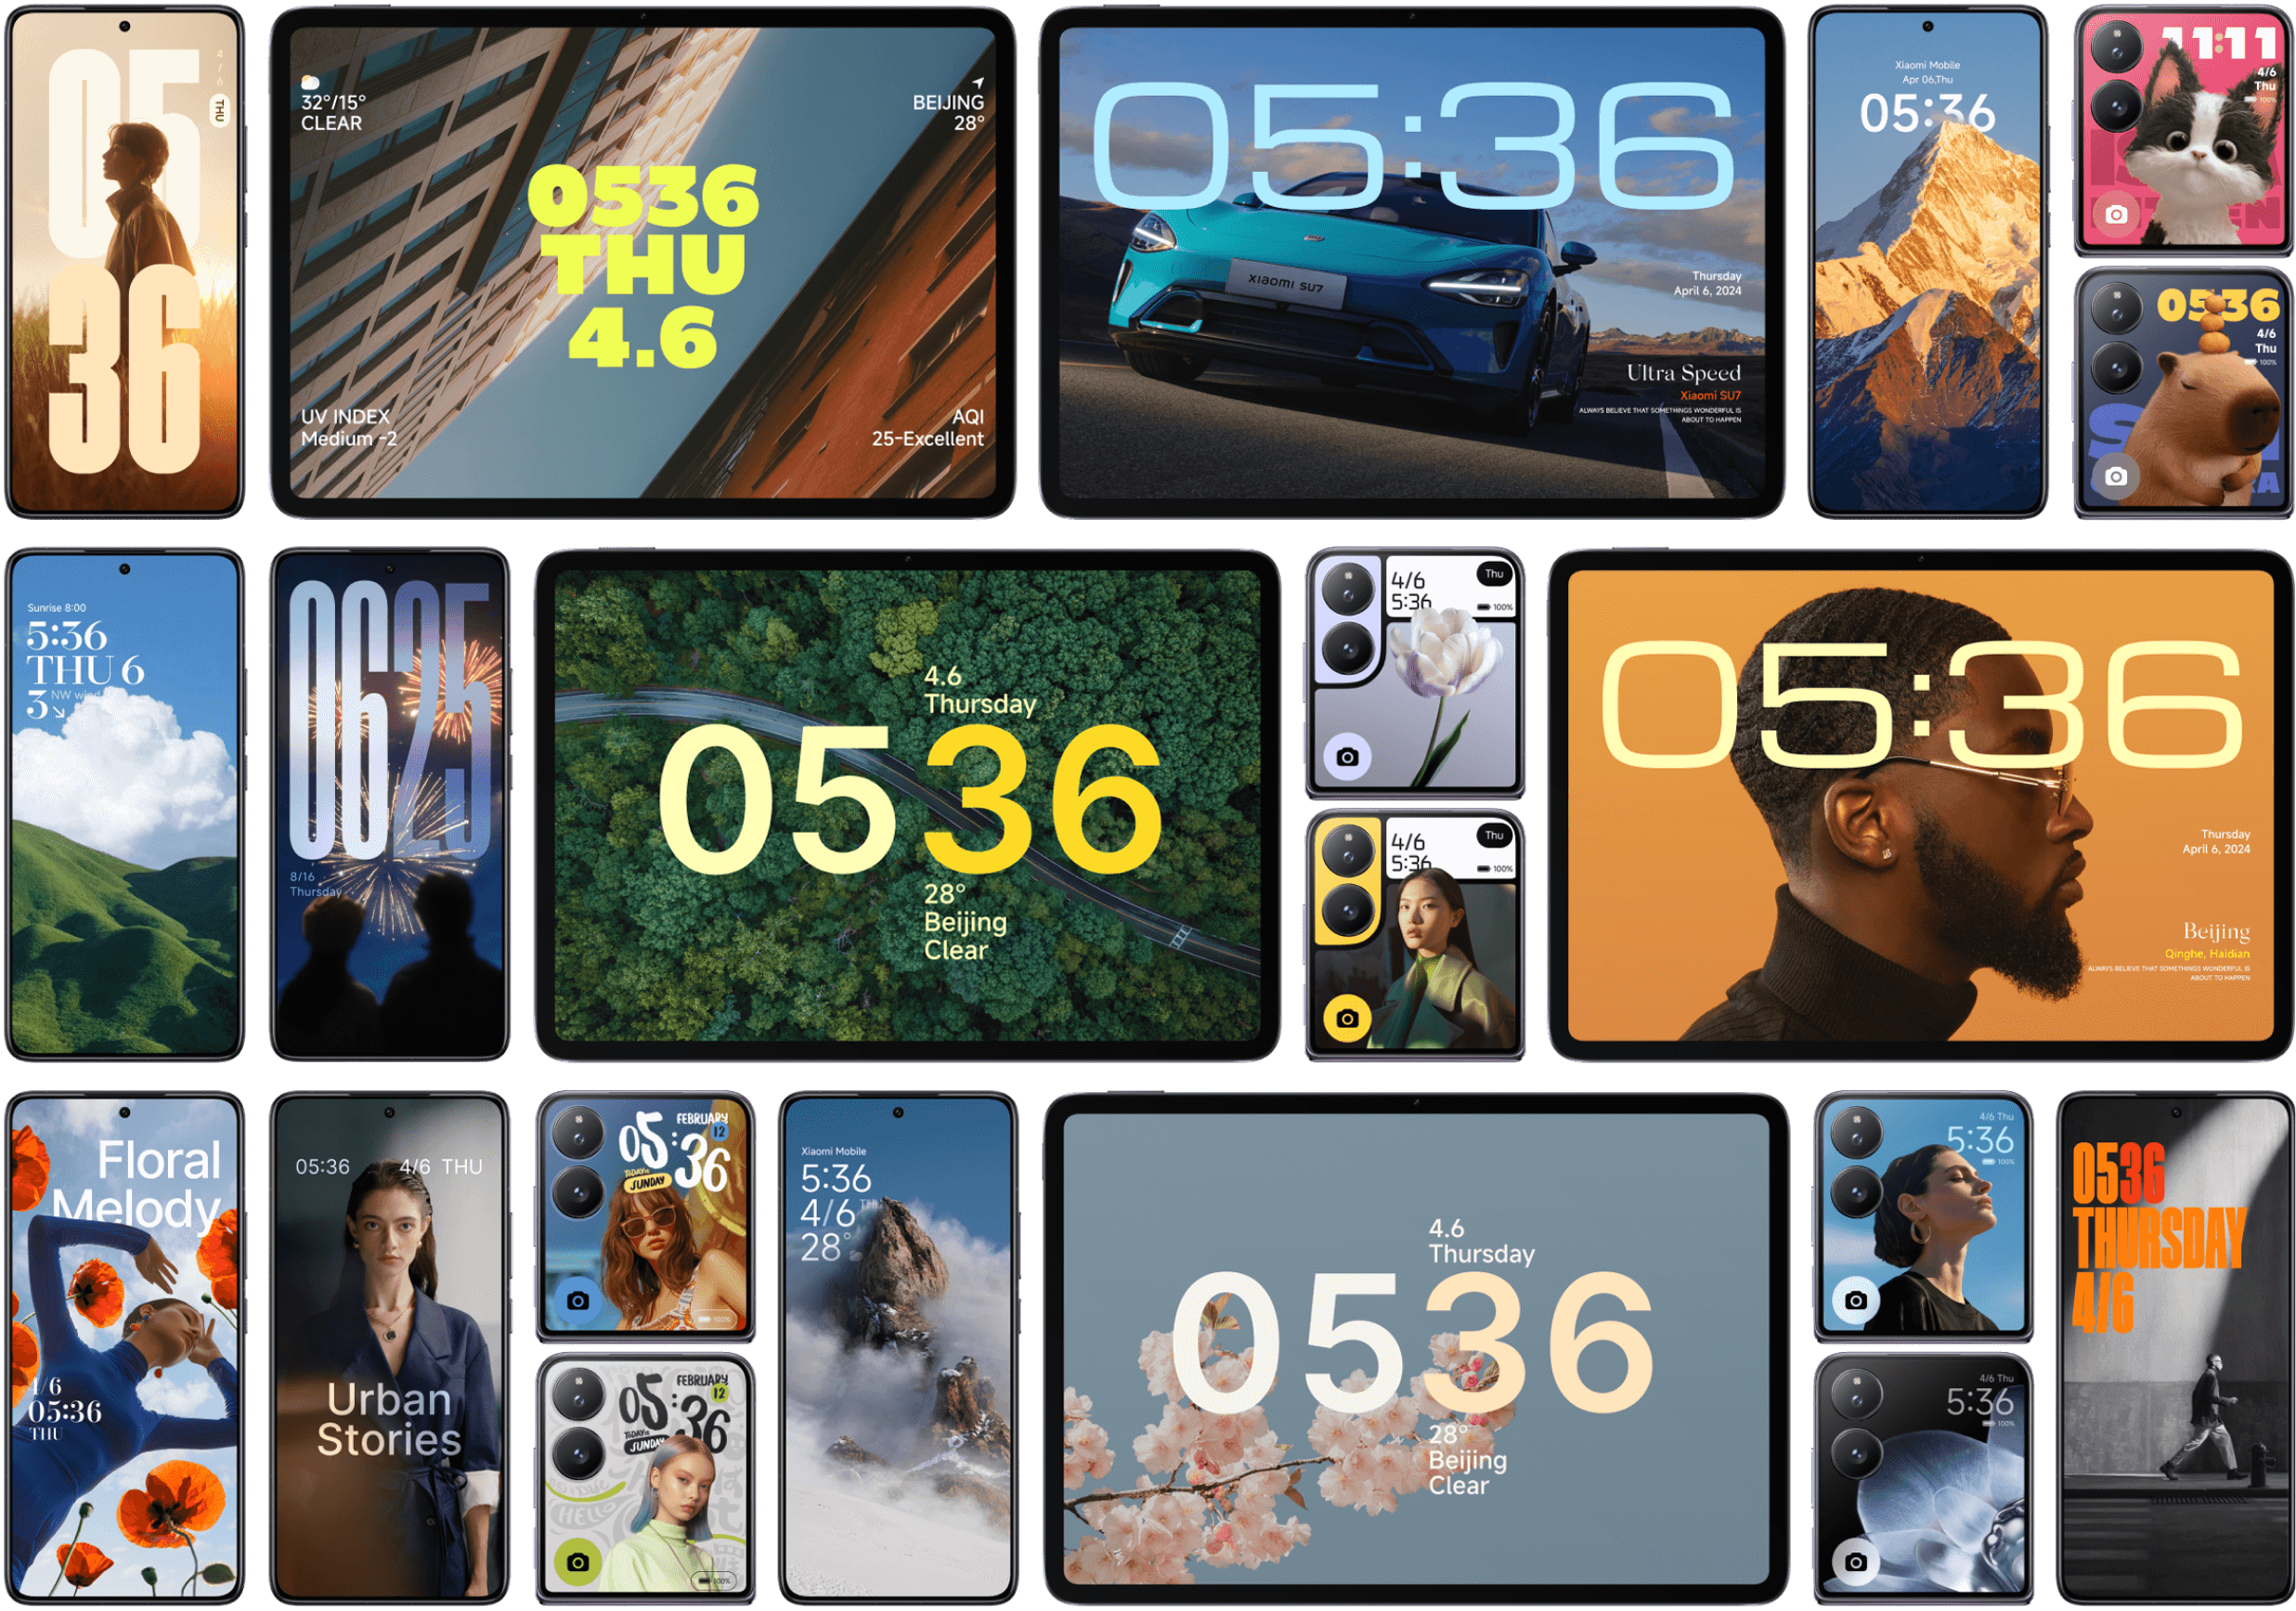 05
36
4/6
THU
32°/15°
CLEAR
BEIJING
28°
0536
THU
4.6
UV INDEX
Medium -2
AQI
25-Excellent
05:36
XIAOMI SU7
Thursday
April 6, 2024
Ultra Speed
Xiaomi SU7
ALWAYS BELIEVE THAT SOMETHINGS WONDERFUL IS
ABOUT TO HAPPEN
Xiaomi Mobile
Apr 06,Thu
05:36
11:11
4/6
Thu
100%
0536
4/6
Thu
100%
Sunrise 8:00
5:36
THU 6
3 NW wind
0625
8/16
Thursday
4.6
Thursday
0536
28°
Beijing
Clear
4/6
Thu
5:36
100%
4/6
Thu
5:36
100%
05:36
Thursday
April 6, 2024
Beijing
Qinghe, Haidian
ALWAYS BELIEVE THAT SOMETHINGS WONDERFUL IS
ABOUT TO HAPPEN
Floral
Melody
4/6
05:36
THU
05:36 4/6 THU
Urban
Stories
FEBRUARY
12
05:36
TODAY is
SUNDAY
100%
FEBRUARY
12
05:36
TODAY is
SUNDAY
HELLO
100%
Xiaomi Mobile
5:36
4/6 THU
28°
4.6
Thursday
0536
28°
Beijing
Clear
4/6 Thu
5:36
100%
4/6 Thu
5:36
100%
0536
THURSDAY
4/6